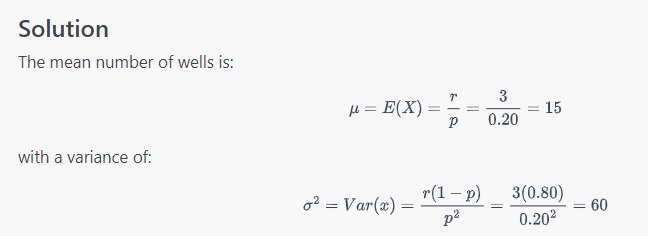 Solution
The mean number of wells is:
μ = E(X) = r/p = 3/0.20 = 15
with a variance of:
σ² = Var(x) = r(1 − p)/p² = 3(0.80)/0.20² = 60